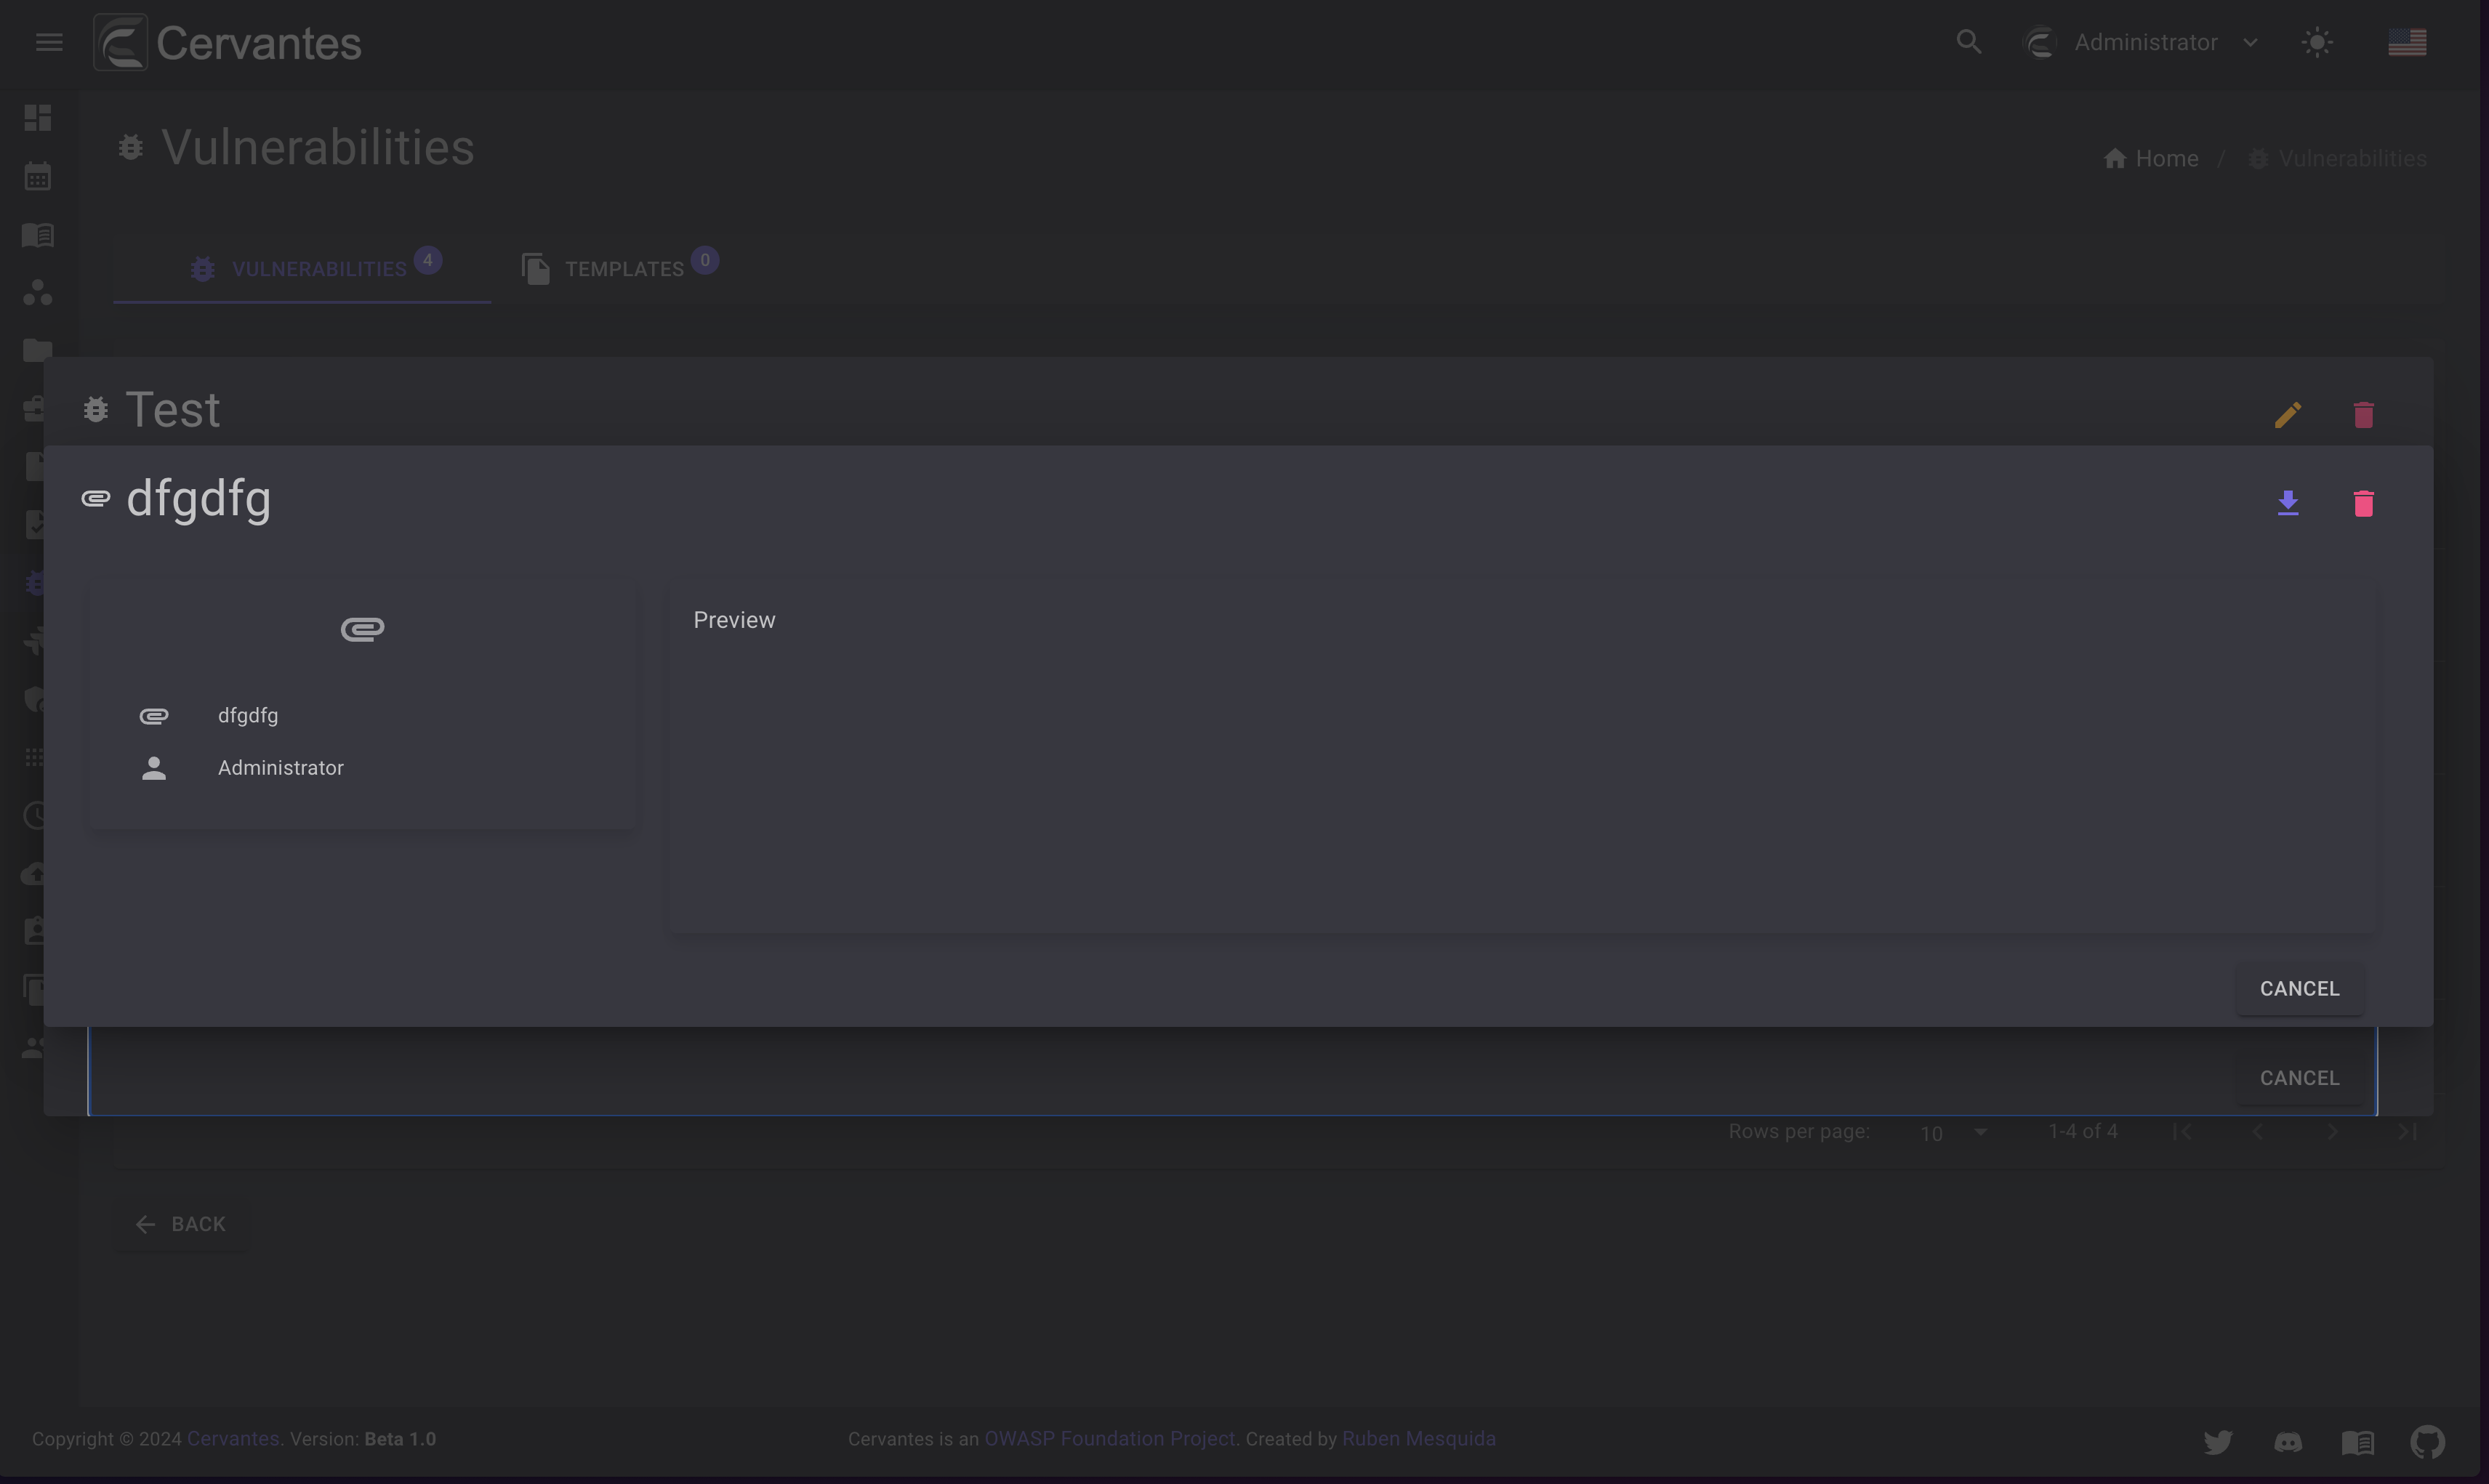 Cervantes
Administrator
Vulnerabilities
Home / Vulnerabilities
VULNERABILITIES 4
TEMPLATES 0
Test
dfgdfg
Preview
dfgdfg
Administrator
CANCEL
CANCEL
Rows per page: 10 1-4 of 4
BACK
Copyright © 2024 Cervantes. Version: Beta 1.0
Cervantes is an OWASP Foundation Project. Created by Ruben Mesquida